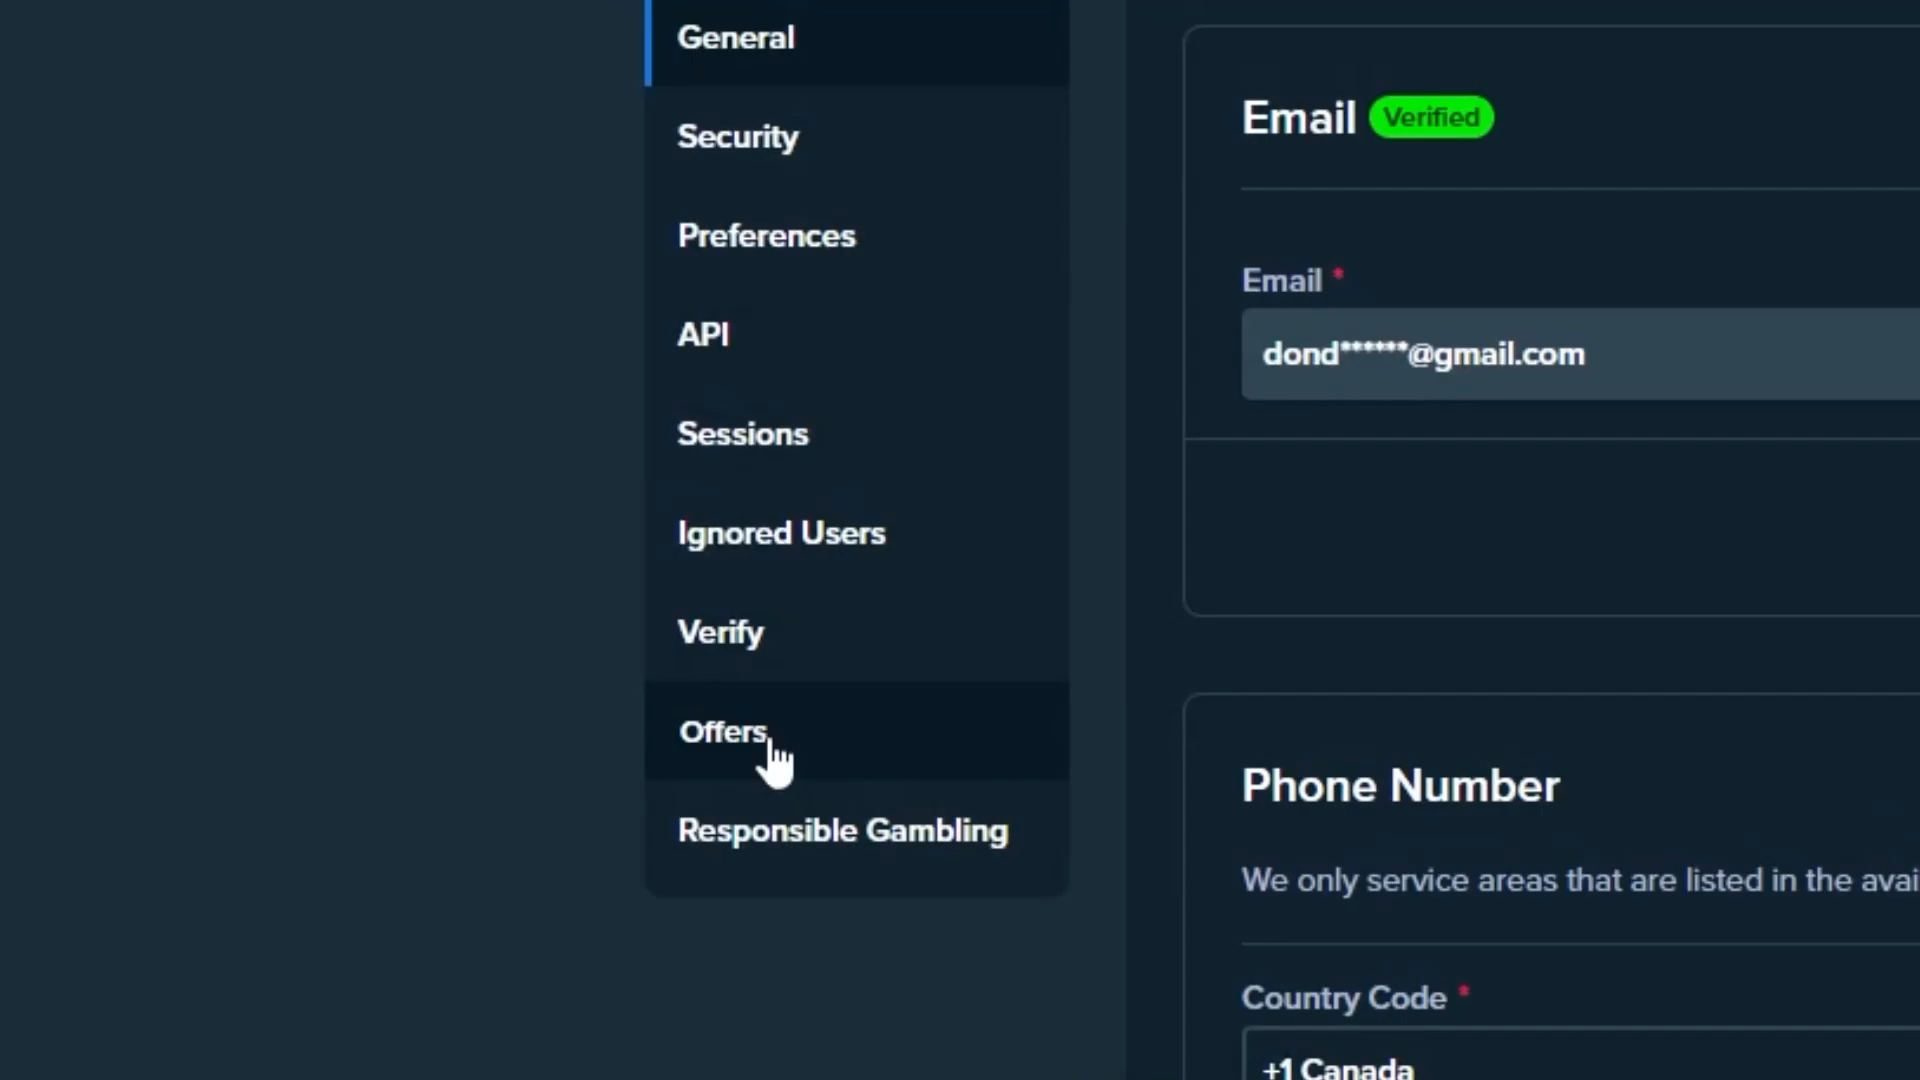 General
Security
Preferences
API
Sessions
Ignored Users
Verify
Offers
Responsible Gambling
Email Verified
Email *
dond******@gmail.com
Phone Number
We only service areas that are listed in the avai
Country Code *
+1 Canada